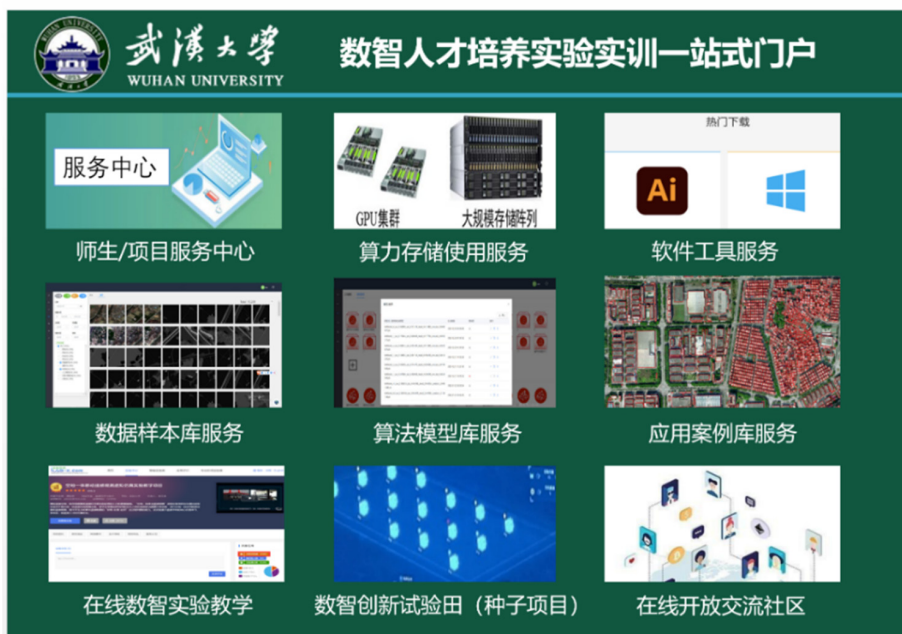 武漢大學
WUHAN UNIVERSITY
数智人才培养实验实训一站式门户
服务中心
GPU集群
大规模存储阵列
热门下载
Ai
师生/项目服务中心
算力存储使用服务
软件工具服务
数据样本库服务
算法模型库服务
应用案例库服务
在线数智实验教学
数智创新试验田（种子项目）
在线开放交流社区